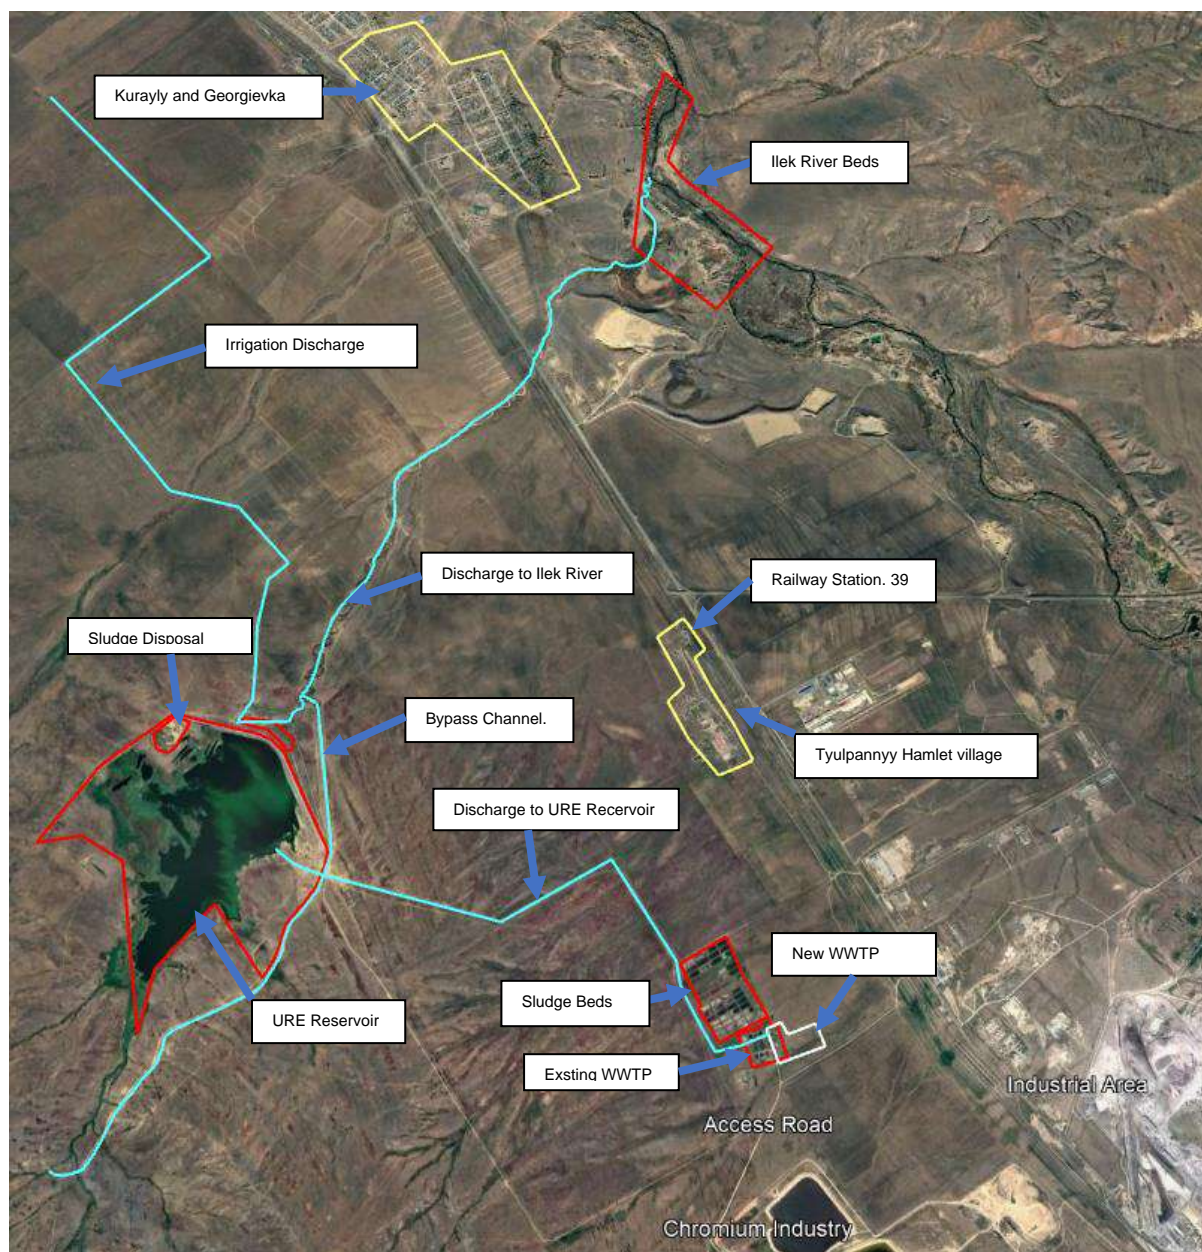 Kurayly and Georgievka
Ilek River Beds
Irrigation Discharge
Discharge to Ilek River
Railway Station. 39
Sludge Disposal
Bypass Channel.
Tyulpannyy Hamlet village
Discharge to URE Recervoir
New WWTP
Sludge Beds
URE Reservoir
Exsting WWTP
Industrial Area
Access Road
Chromium Industry